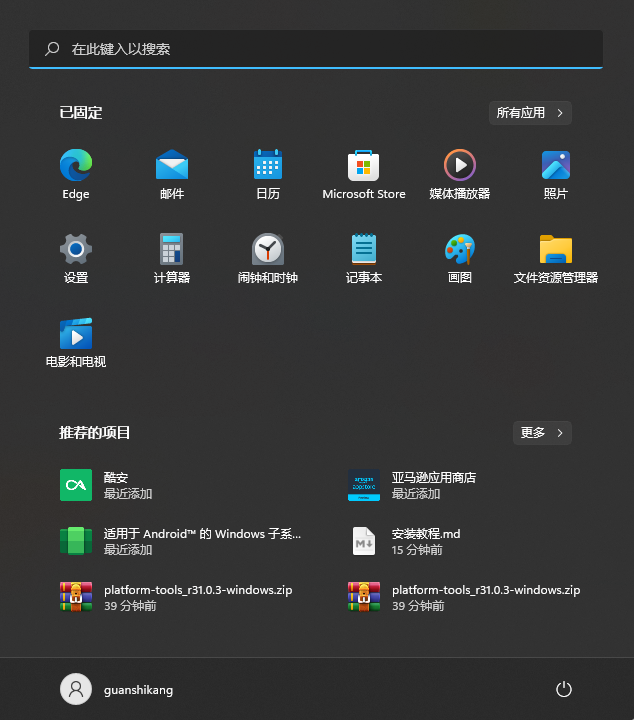 在此键入以搜索
已固定
所有应用
Edge
邮件
日历
Microsoft Store
媒体播放器
照片
设置
计算器
闹钟和时钟
记事本
画图
文件资源管理器
电影和电视
推荐的项目
更多
酷安
最近添加
amazon
appstore
亚马逊应用商店
最近添加
适用于 Android™ 的 Windows 子系...
最近添加
M
安装教程.md
15 分钟前
platform-tools_r31.0.3-windows.zip
39 分钟前
platform-tools_r31.0.3-windows.zip
39 分钟前
guanshikang